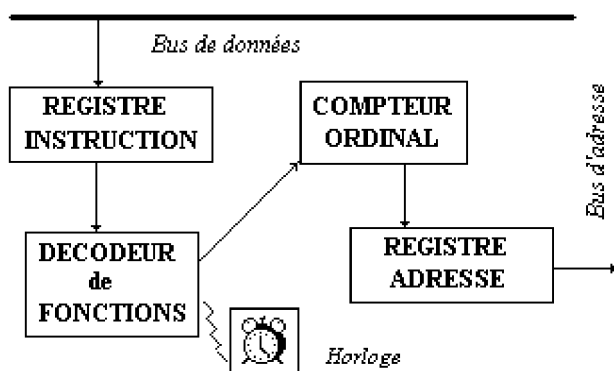 Bus de données
REGISTRE
INSTRUCTION
COMPTEUR
ORDINAL
Bus d'adresse
DECODEUR
de
FONCTIONS
REGISTRE
ADRESSE
Horloge